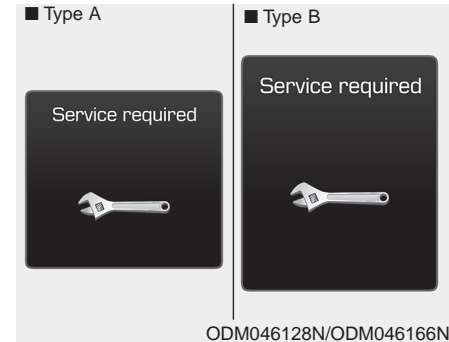 ■ Type A
Service required
■ Type B
Service required
ODM046128N/ODM046166N